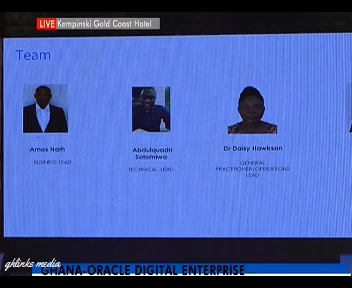 LIVE Kempinski Gold Coast Hotel
Team
Amos Narh
BUSINESS LEAD
Abdulquadri
Sotomiwa
TECHNICAL LEAD
Dr Daisy Hawkson
GENERAL
PRACTITIONER/OPERATIONS
LEAD
ghlinks media
GHANA-ORACLE DIGITAL ENTERPRISE